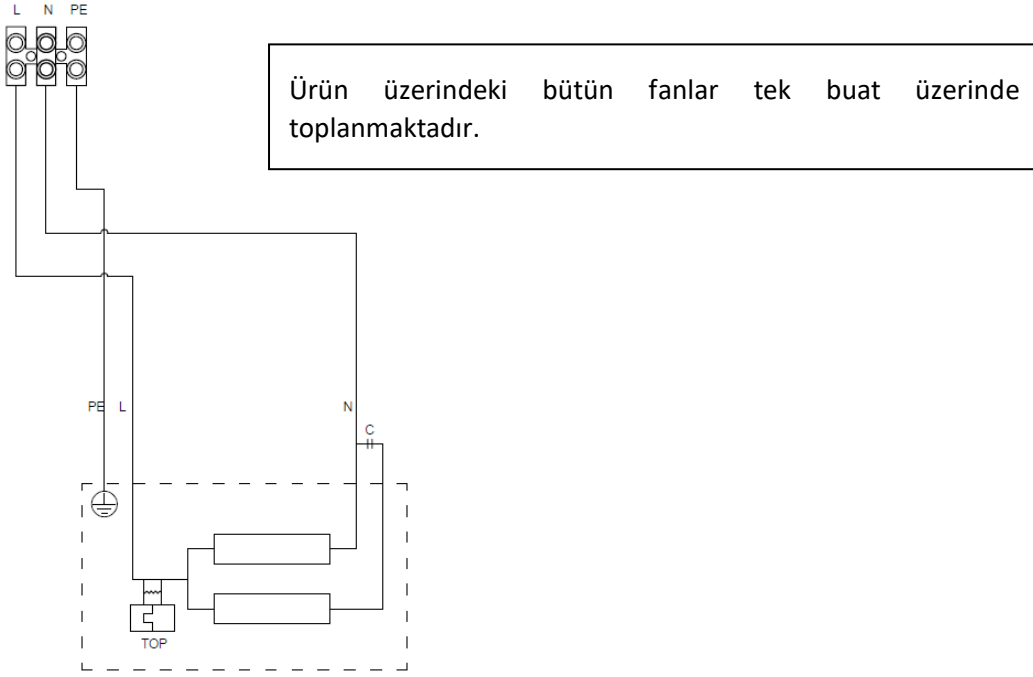 L N PE
Ürün üzerindeki bütün fanlar tek buat üzerinde
toplanmaktadır.
PE L N
C
TOP